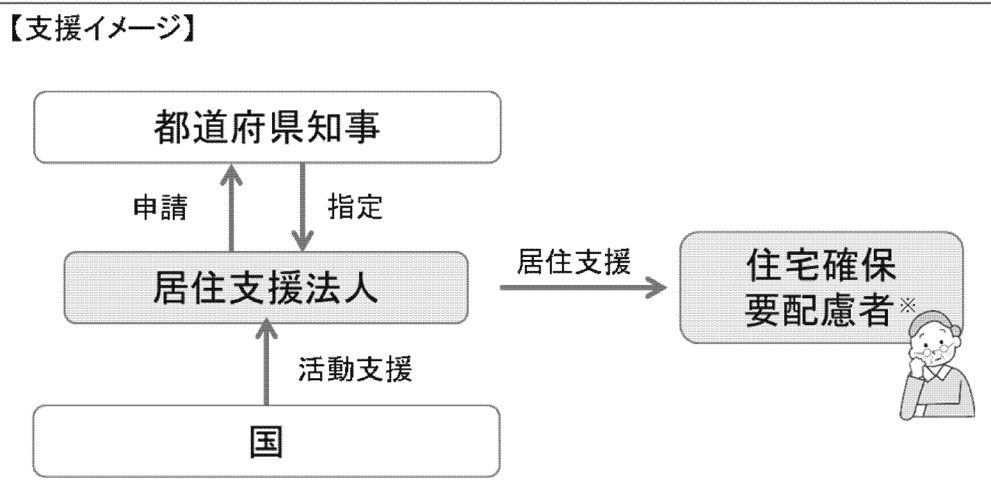 【支援イメージ】
都道府県知事
申請
指定
居住支援法人
居住支援
住宅確保
要配慮者※
活動支援
国